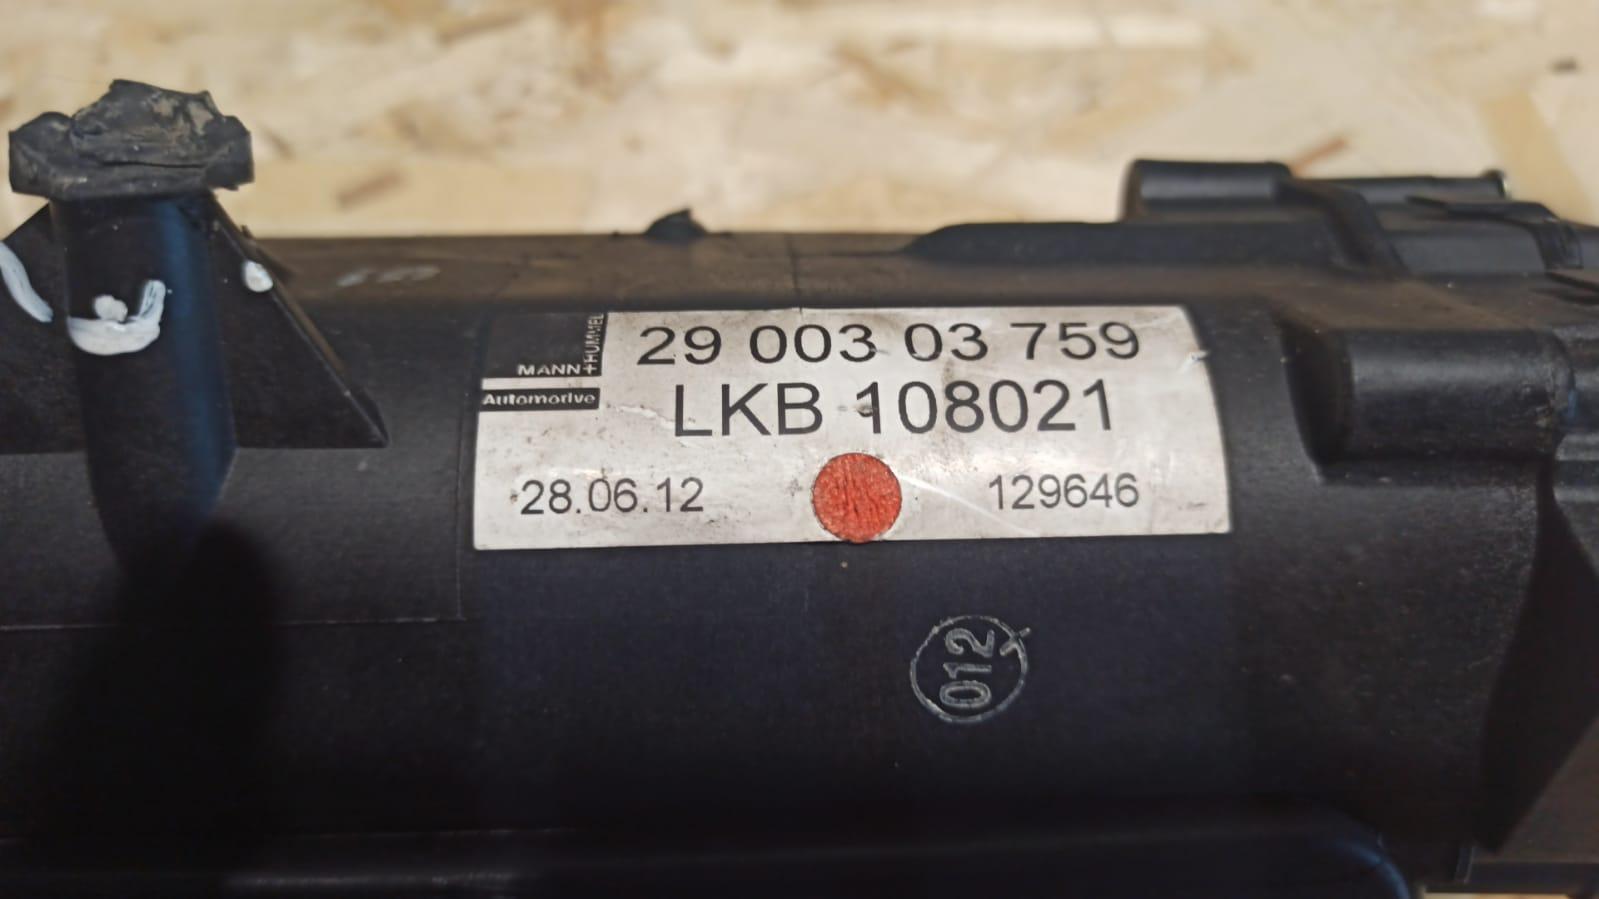 MANN
+HUMMEL
Automotive
29 003 03 759
LKB 108021
28.06.12
129646
012